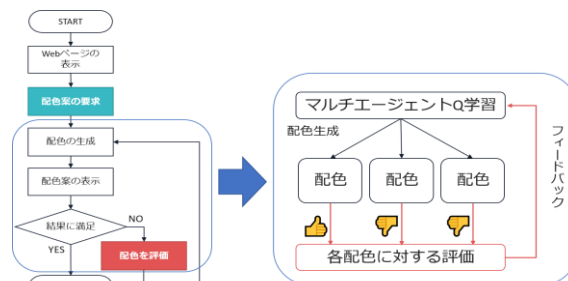 START
Webページの
表示
配色案の要求
配色の生成
配色案の表示
結果に満足
NO
YES
配色を評価
マルチエージェントQ学習
配色生成
配色
配色
配色
各配色に対する評価
フィードバック